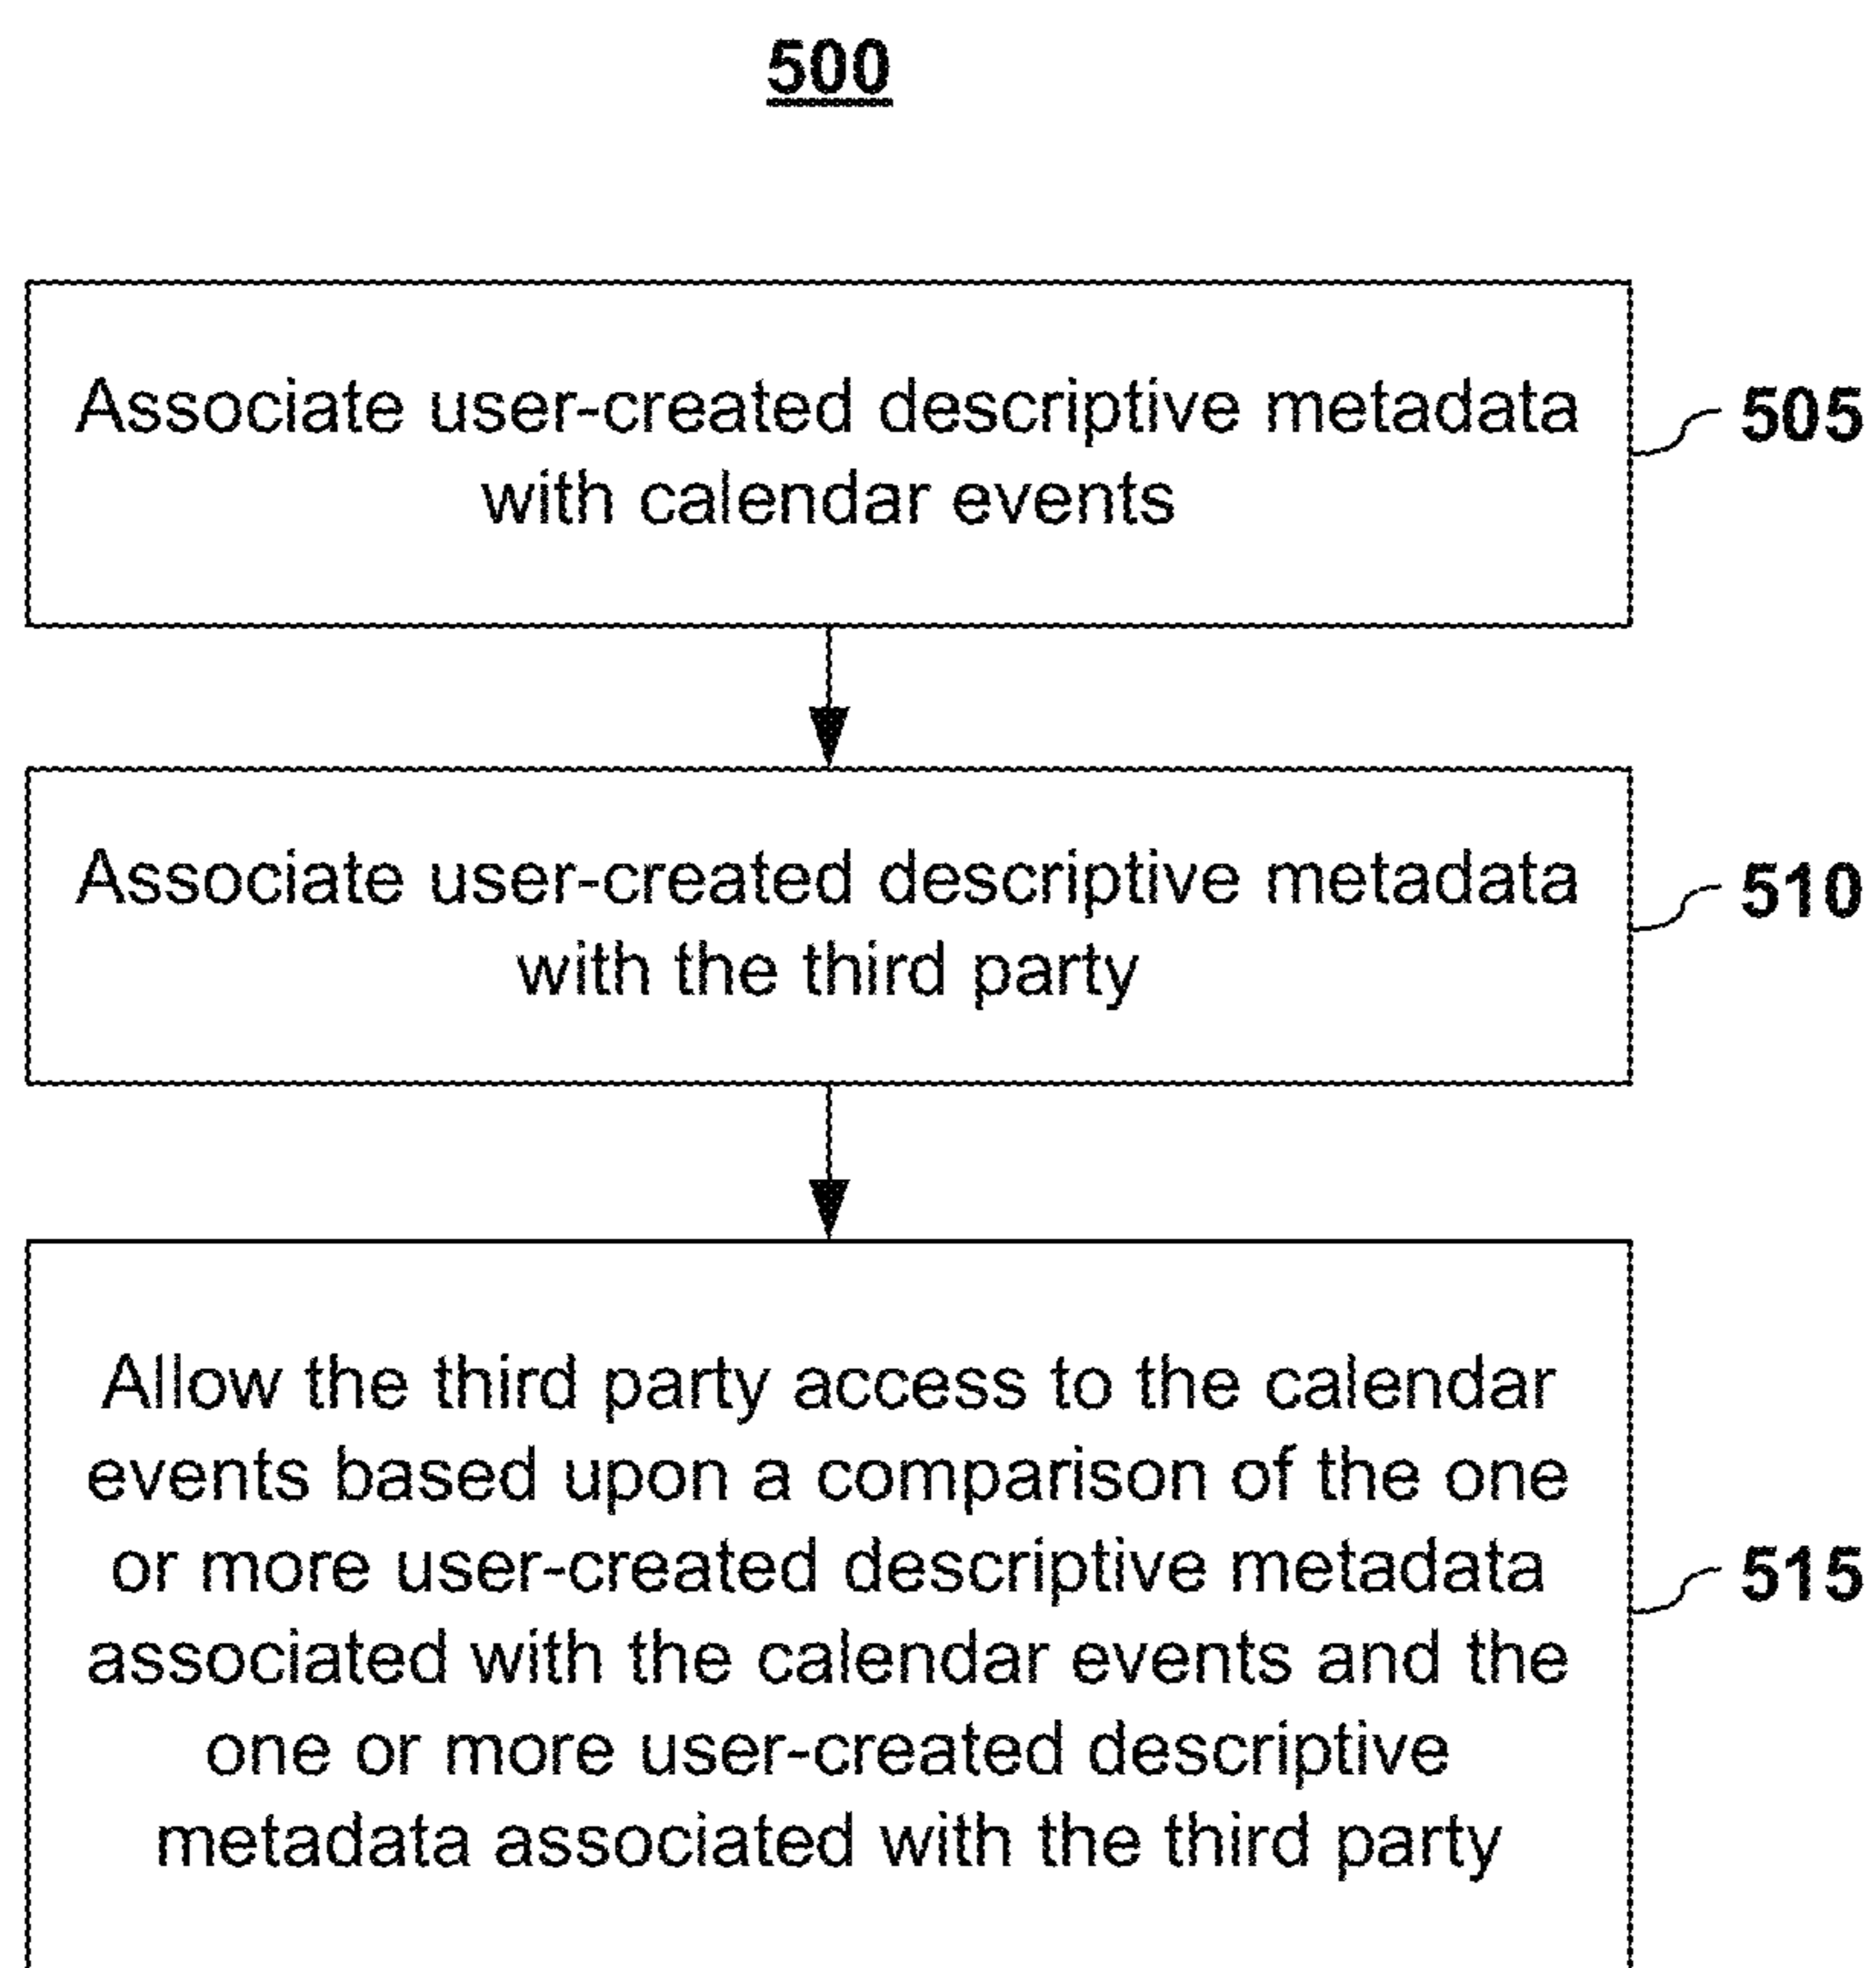 500
Associate user-created descriptive metadata
with calendar events
505
Associate user-created descriptive metadata
with the third party
510
Allow the third party access to the calendar
events based upon a comparison of the one
or more user-created descriptive metadata
associated with the calendar events and the
one or more user-created descriptive
metadata associated with the third party
515